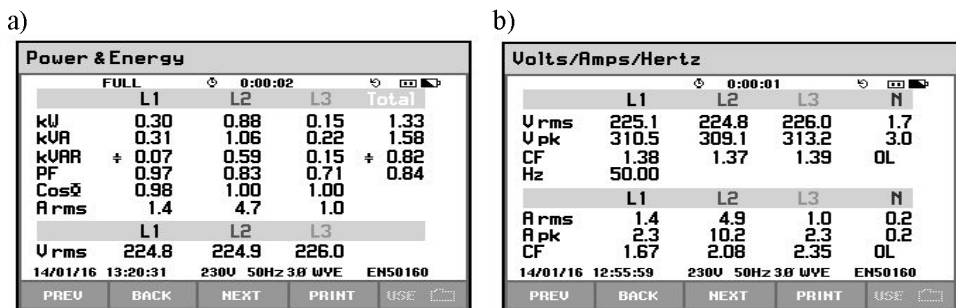 a)
Power & Energy
FULL 0:00:02
L1 L2 L3 Total
kW 0.30 0.88 0.15 1.33
kVA 0.31 1.06 0.22 1.58
kVAR 0.07 0.59 0.15 0.82
PF 0.97 0.83 0.71 0.84
CosΦ 0.98 1.00 1.00
A rms 1.4 4.7 1.0
L1 L2 L3
V rms 224.8 224.9 226.0
14/01/16 13:20:31 230V 50Hz 3Ø WYE EN50160
PREV BACK NEXT PRINT USE
b)
Volts/Amps/Hertz
0:00:01
L1 L2 L3 N
V rms 225.1 224.8 226.0 1.7
V pk 310.5 309.1 313.2 3.0
CF 1.38 1.37 1.39 OL
Hz 50.00
L1 L2 L3 N
A rms 1.4 4.9 1.0 0.2
A pk 2.3 10.2 2.3 0.2
CF 1.67 2.08 2.35 OL
14/01/16 12:55:59 230V 50Hz 3Ø WYE EN50160
PREV BACK NEXT PRINT USE